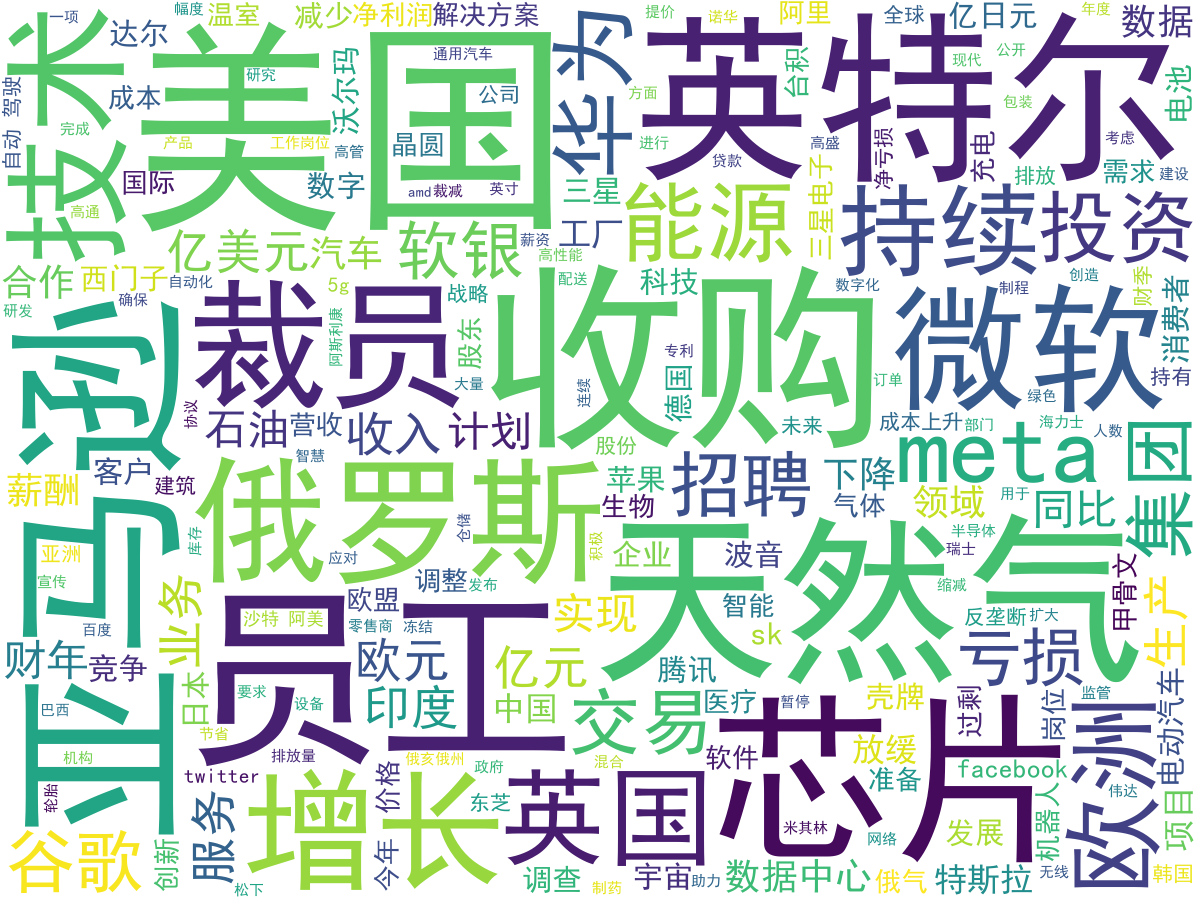 一项
幅度
温室
减少
净利润
解决方案
提价
诺华
阿里
全球
亿日元
年度
数据
技术
达尔
美国
研究
沃尔玛
通用汽车
华为
英特尔
台积
现代
公开
驾驶
自动
成本
公司
方面
包装
电池
完成
产品
工作岗位
高管
晶圆
进行
贷款
高盛
净亏损
充电
考虑
国际
数字
amd
裁减
英寸
三星
三星电子
排放
需求
建设
高通
能源
持续
投资
亿美元
汽车
软银
薪资
工厂
高性能
合作
西门子
自动化
5g
战略
配送
科技
数字化
制程
创造
财季
消费者
研发
确保
裁员
阿斯利康
股东
收购
专利
微软
亚马逊
大量
连续
德国
订单
绿色
持有
协议
石油
营收
收入
计划
股份
未来
成本上升
部门
海力士
人数
meta
集团
客户
智慧
薪酬
建筑
俄罗斯
苹果
招聘
下降
生物
气体
领域
用于
同比
仓储
库存
积极
天然气
半导体
亚洲
应对
企业
波音
瑞士
甲骨文
宣传
调整
发布
缩减
业务
欧盟
沙特 阿美
实现
智能
反垄断
扩大
生产
百度
零售商
冻结
sk
财年
竞争
员工
欧元
亿元
腾讯
亏损
日本
要求
设备
印度
中国
交易
医疗
暂停
壳牌
过剩
岗位
监管
巴西
节省
电动汽车
欧洲
机构
排放量
俄亥俄州
混合
软件
芯片
放缓
twitter
增长
政府
英国
准备
facebook
轮胎
价格
东芝
伟达
谷歌
服务
米其林
网络
发展
机器人
项目
创新
今年
松下
调查
制药
宇宙
助力
数据中心
俄气
特斯拉
无线
韩国